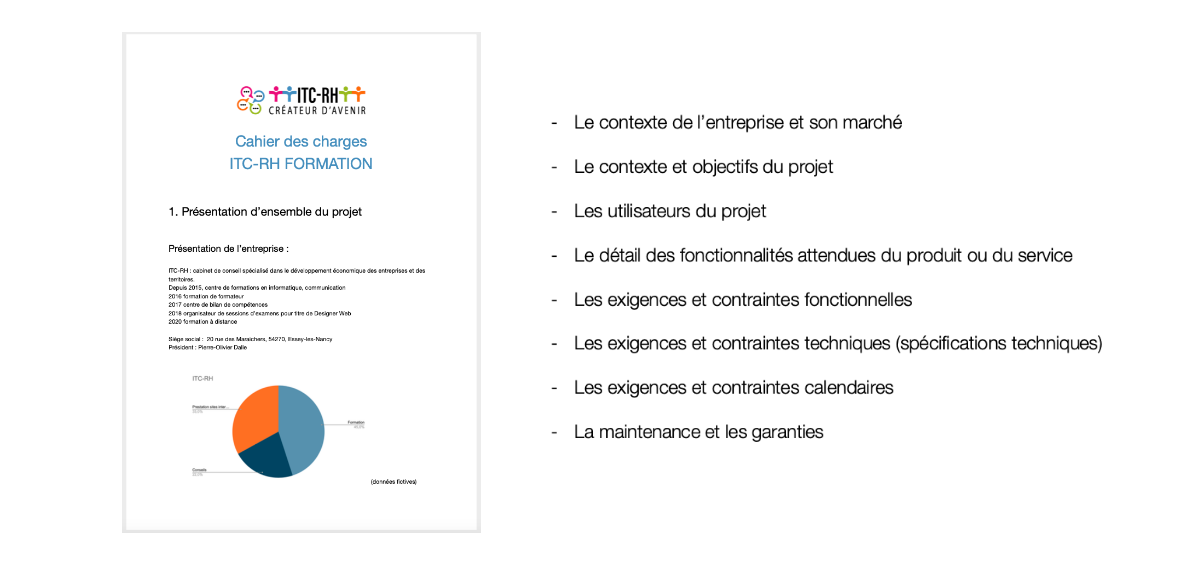 ITC-RH
CRÉATEUR D'AVENIR
Cahier des charges
ITC-RH FORMATION
1. Présentation d'ensemble du projet
Présentation de l'entreprise :
ITC-RH : cabinet de conseil spécialisé dans le développement économique des entreprises et des
territoires.
Depuis 2015, centre de formations en informatique, communication
2016 formation de formateur
2017 centre de bilan de compétences
2018 organisateur de sessions d'examens pour titre de Designer Web
2020 formation à distance
Siège social : 20 rue des Maraichers, 54270, Essey-les-Nancy
Président : Pierre-Olivier Dalle
ITC-RH
Prestation sites inter...
Formation
Conseils
(données fictives)
- Le contexte de l'entreprise et son marché
- Le contexte et objectifs du projet
- Les utilisateurs du projet
- Le détail des fonctionnalités attendues du produit ou du service
- Les exigences et contraintes fonctionnelles
- Les exigences et contraintes techniques (spécifications techniques)
- Les exigences et contraintes calendaires
- La maintenance et les garanties